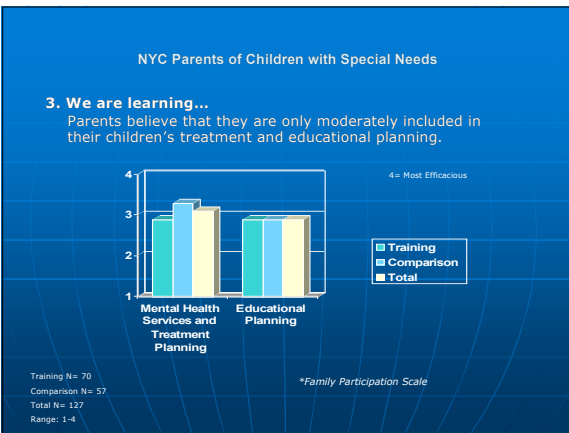 NYC Parents of Children with Special Needs
3. We are learning...
Parents believe that they are only moderately included in
their children's treatment and educational planning.
4= Most Efficacious
4
3
2
1
Mental Health
Services and
Treatment
Planning
Educational
Planning
Training
Comparison
Total
Training N= 70
Comparison N= 57
Total N= 127
Range: 1-4
*Family Participation Scale